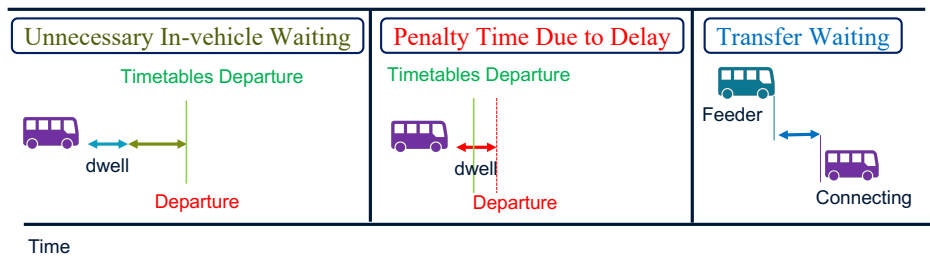 Unnecessary In-vehicle Waiting
Timetables Departure
dwell
Departure
Penalty Time Due to Delay
Timetables Departure
dwell
Departure
Transfer Waiting
Feeder
Connecting
Time